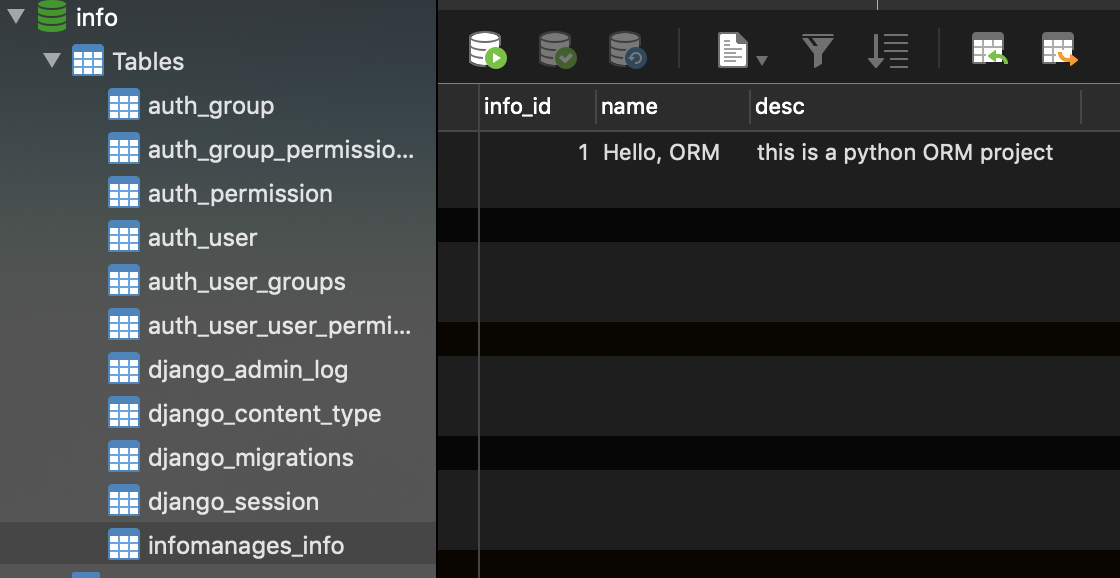 info
Tables
auth_group
auth_group_permissio...
auth_permission
auth_user
auth_user_groups
auth_user_user_permi...
django_admin_log
django_content_type
django_migrations
django_session
infomanages_info
info_id name desc
1 Hello, ORM this is a python ORM project